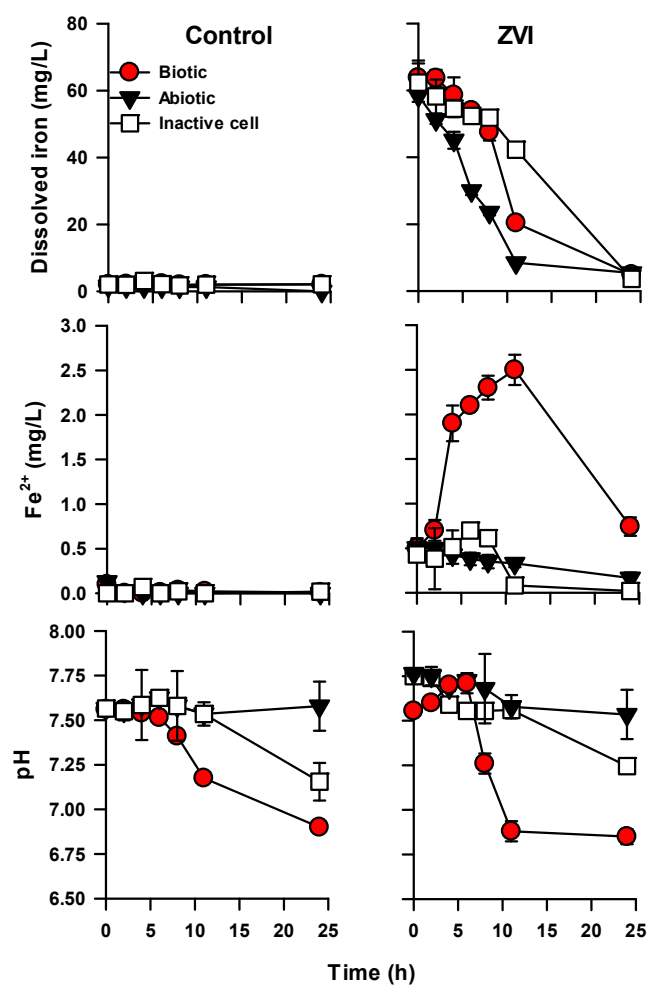 Control
ZVI
Biotic
Abiotic
Inactive cell
Dissolved iron (mg/L)
80
60
40
20
0
Fe²⁺ (mg/L)
3.0
2.5
2.0
1.5
1.0
0.5
0.0
pH
8.00
7.75
7.50
7.25
7.00
6.75
6.50
0 5 10 15 20 25
0 5 10 15 20 25
Time (h)